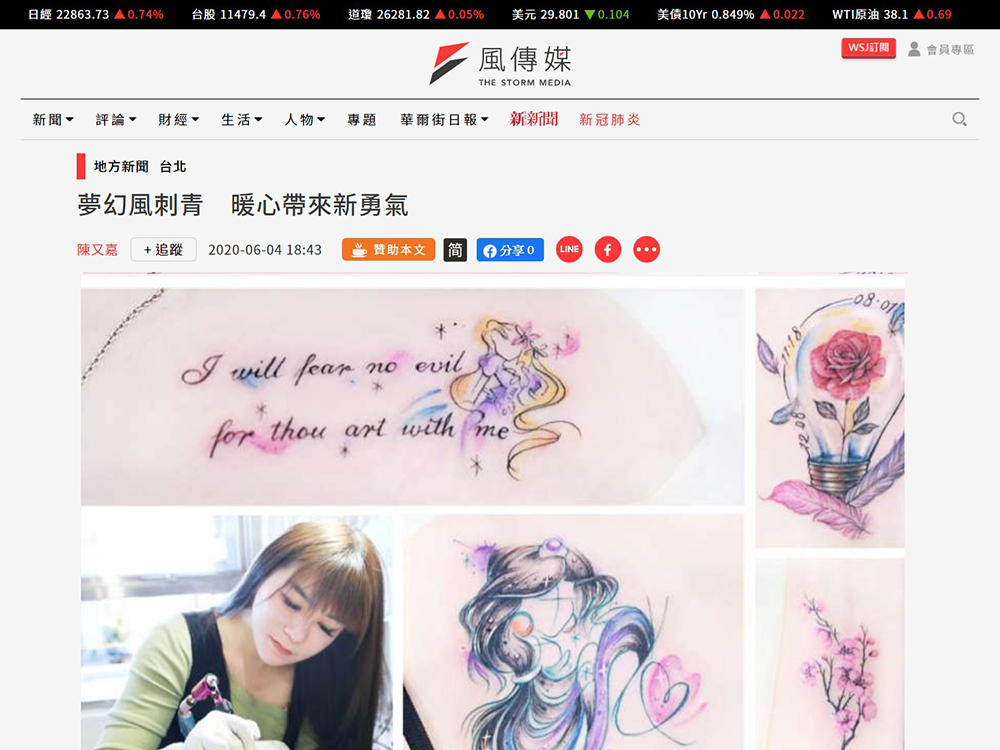 日經 22863.73 ▲0.74% 台股 11479.4 ▲0.76% 道瓊 26281.82 ▲0.05% 美元 29.801 ▼0.104 美債10Yr 0.849% ▲0.022 WTI原油 38.1 ▲0.69
風傳媒
THE STORM MEDIA
WSJ訂閱 會員專區
新聞 評論 財經 生活 人物 專題 華爾街日報 新新聞 新冠肺炎
地方新聞 台北
夢幻風刺青 暖心帶來新勇氣
陳又嘉 + 追蹤 2020-06-04 18:43 贊助本文 简 分享 0 LINE
I will fear no evil
for thou art with me
08·01
11·18
12·08